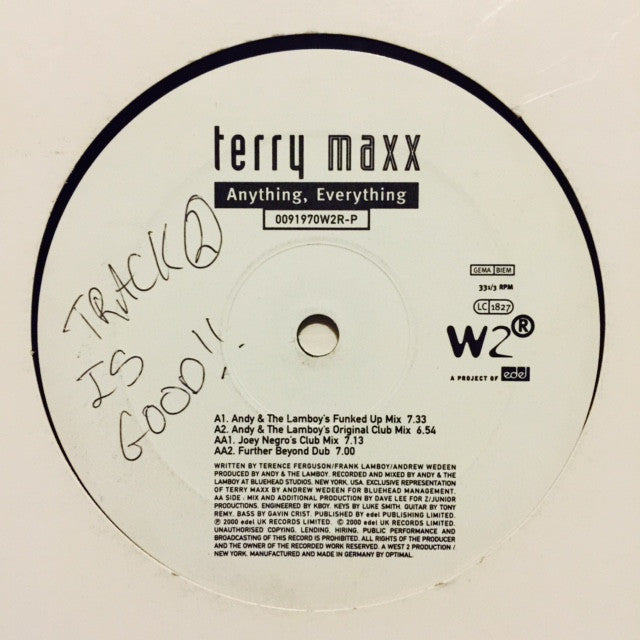 terry maxx
Anything, Everything
0091970W2R-P
TRACK 2
IS
GOOD!!
GEMA BIEM
33 1/3 RPM
LC 1827
W2®
A PROJECT OF edel
A1. Andy & The Lamboy's Funked Up Mix 7.33
A2. Andy & The Lamboy's Original Club Mix 6.54
AA1. Joey Negro's Club Mix 7.13
AA2. Further Beyond Dub 7.00
WRITTEN BY TERENCE FERGUSON/FRANK LAMBOY/ANDREW WEDEEN
PRODUCED BY ANDY & THE LAMBOY. RECORDED AND MIXED BY ANDY & THE
LAMBOY AT BLUEHEAD STUDIOS. NEW YORK, USA. EXCLUSIVE REPRESENTATION
OF TERRY MAXX BY ANDREW WEDEEN FOR BLUEHEAD MANAGEMENT.
AA SIDE : MIX AND ADDITIONAL PRODUCTION BY DAVE LEE FOR Z/JUNIOR
PRODUCTIONS. ENGINEERED BY KBOY. KEYS BY LUKE SMITH. GUITAR BY TONY
REMY. BASS BY GAVIN CRIST. PUBLISHED BY edel PUBLISHING LIMITED.
℗ 2000 edel UK RECORDS LIMITED. © 2000 edel UK RECORDS LIMITED.
UNAUTHORISED COPYING, LENDING, HIRING, PUBLIC PERFORMANCE AND
BROADCASTING OF THIS RECORD IS PROHIBITED. ALL RIGHTS OF THE PRODUCER
AND THE OWNER OF THE RECORDED WORK RESERVED. A WEST 2 PRODUCTION /
NEW YORK. MANUFACTURED AND MADE IN GERMANY BY OPTIMAL.